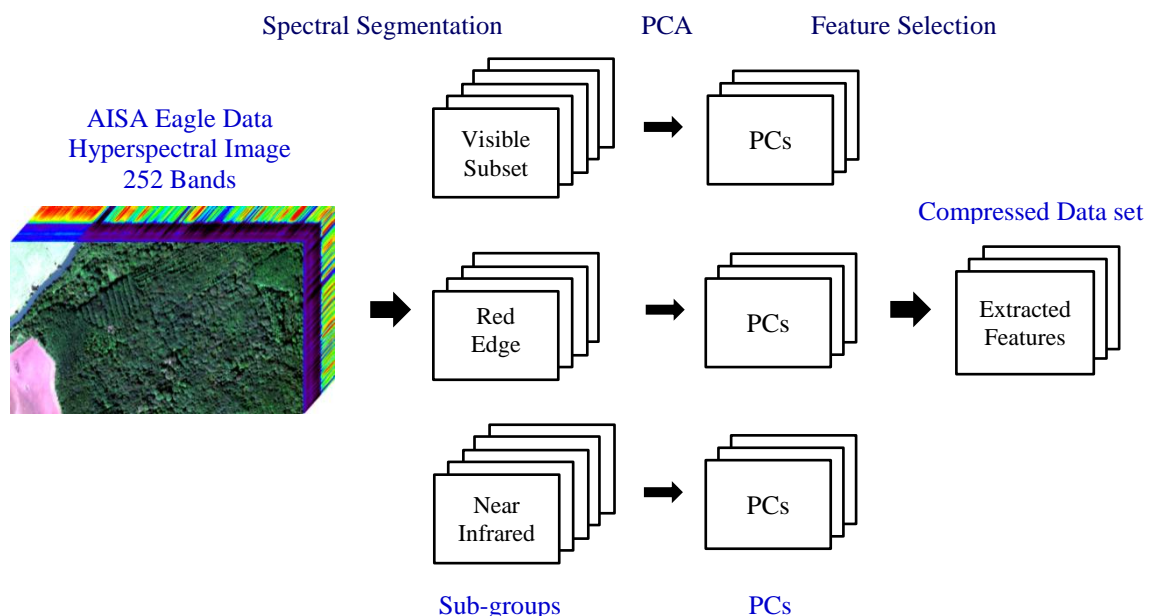 Spectral Segmentation
PCA
Feature Selection
AISA Eagle Data
Hyperspectral Image
252 Bands
Visible
Subset
PCs
Compressed Data set
Red
Edge
PCs
Extracted
Features
Near
Infrared
PCs
Sub-groups
PCs